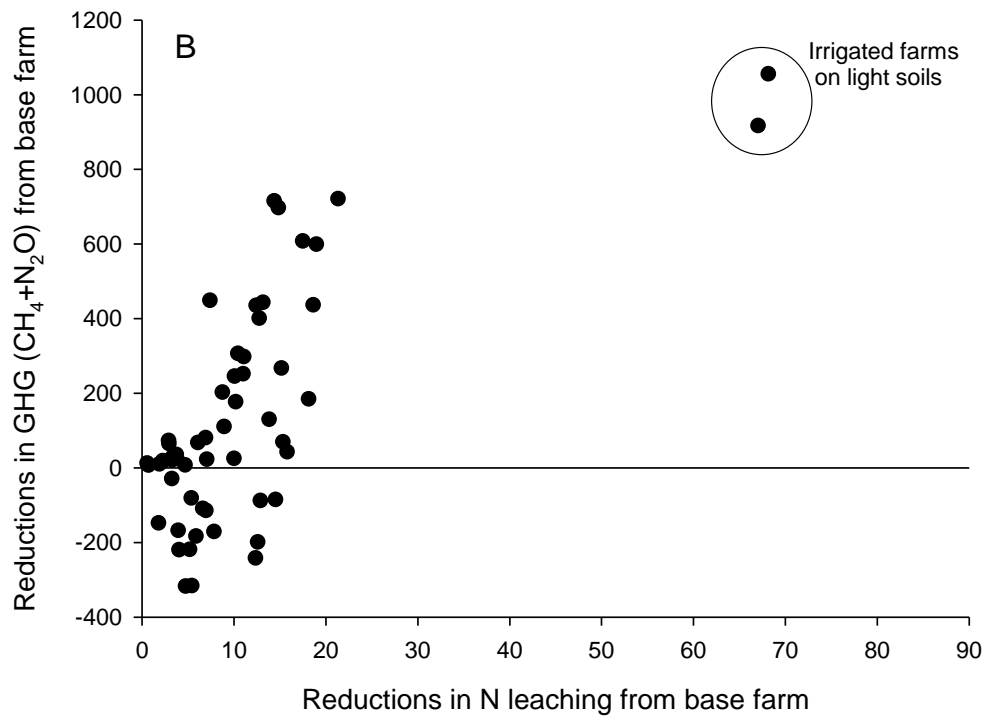 Reductions in GHG (CH₄+N₂O) from base farm
1200
1000
800
600
400
200
0
-200
-400
B
Irrigated farms
on light soils
0 10 20 30 40 50 60 70 80 90
Reductions in N leaching from base farm